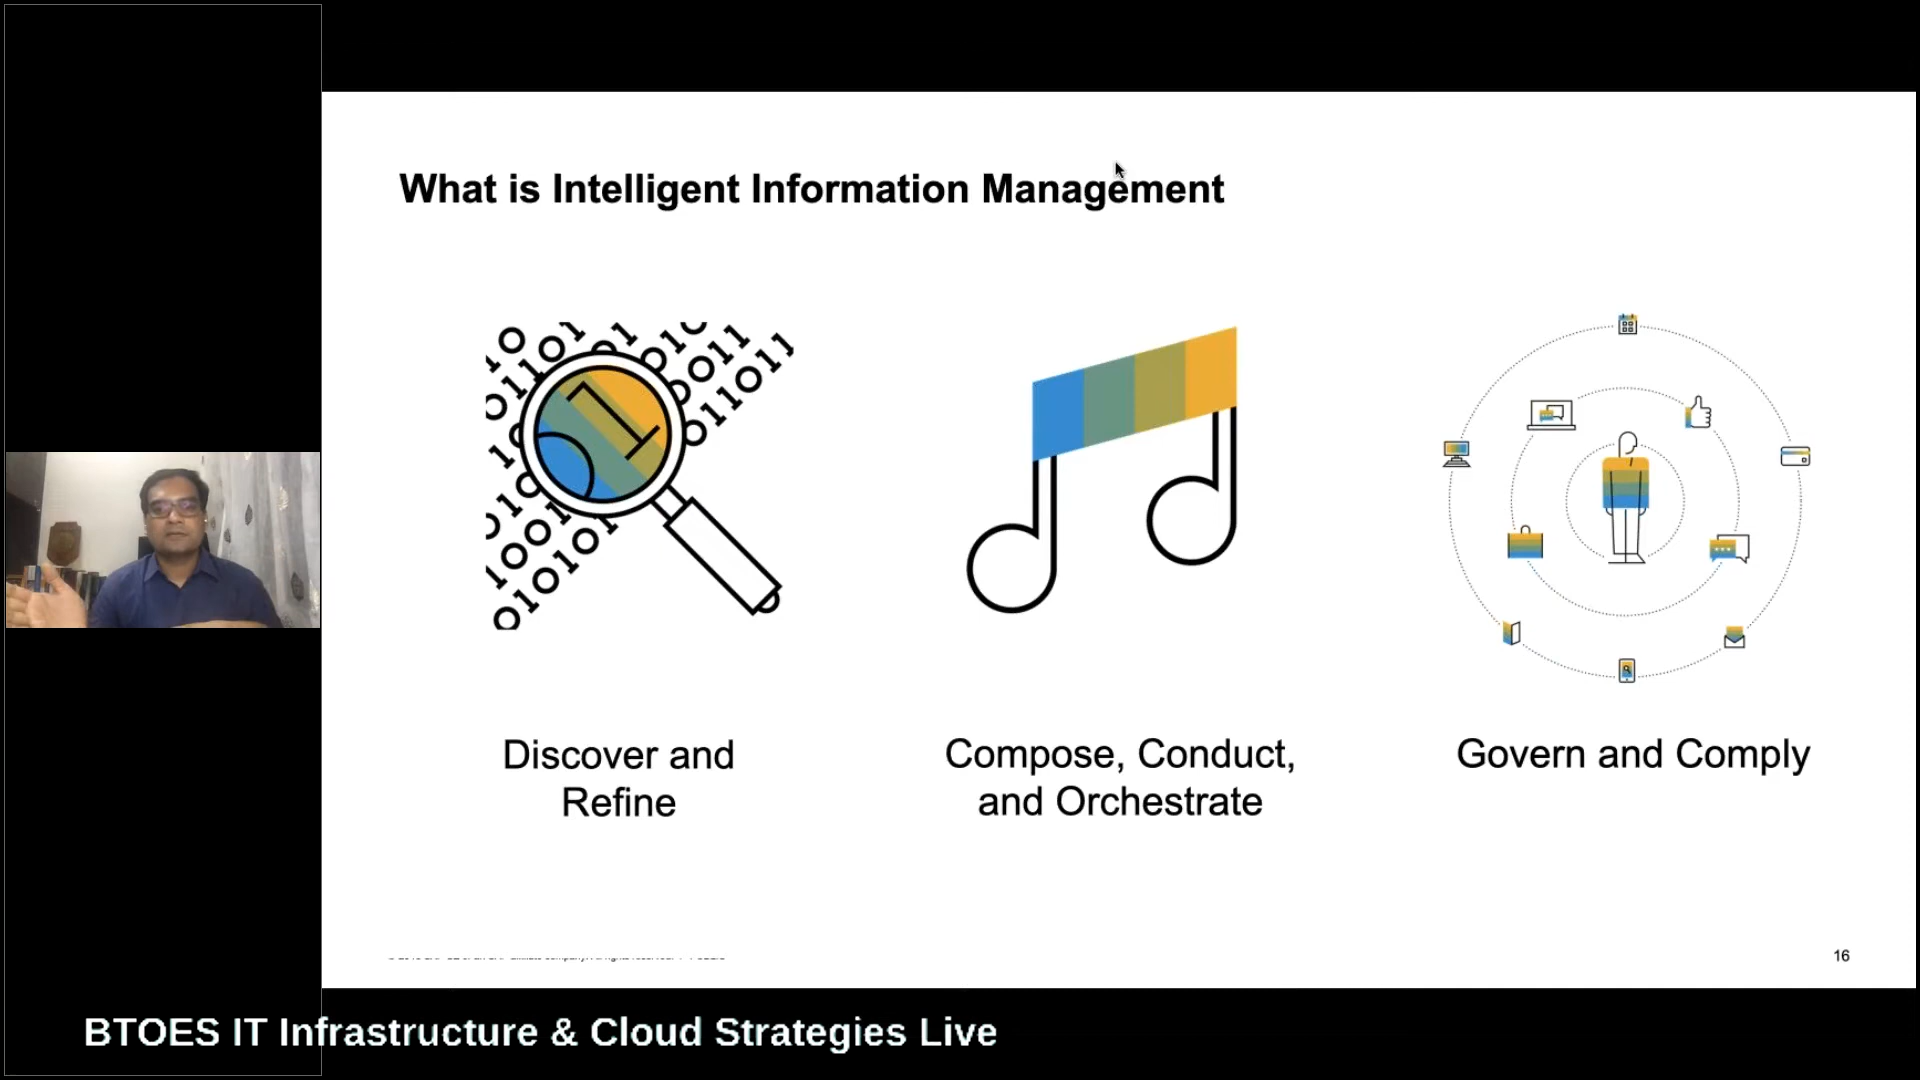 What is Intelligent Information Management
Discover and
Refine
Compose, Conduct,
and Orchestrate
Govern and Comply
16
BTOES IT Infrastructure & Cloud Strategies Live